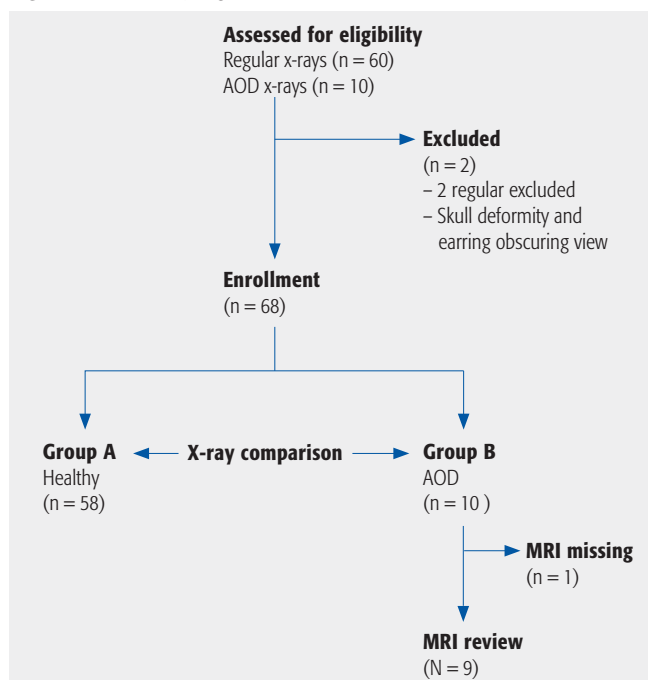 Assessed for eligibility
Regular x-rays (n = 60)
AOD x-rays (n = 10)
Excluded
(n = 2)
– 2 regular excluded
– Skull deformity and
earring obscuring view
Enrollment
(n = 68)
Group A
Healthy
(n = 58)
X-ray comparison
Group B
AOD
(n = 10 )
MRI missing
(n = 1)
MRI review
(N = 9)